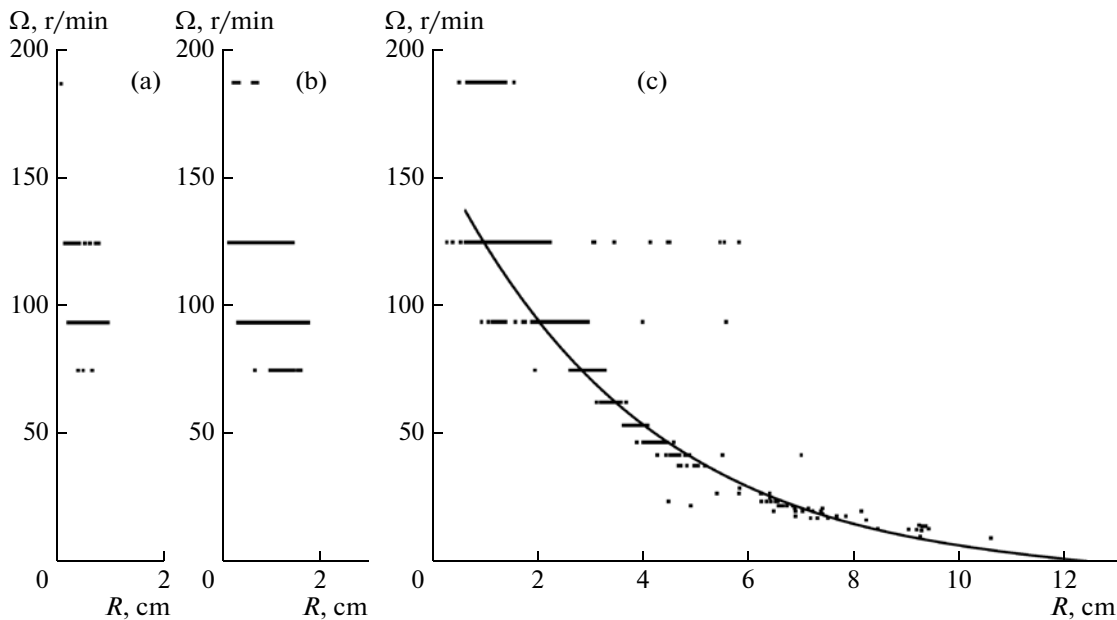 Ω, r/min Ω, r/min Ω, r/min
200 200 200
(a) (b) (c)
150 150 150
100 100 100
50 50 50
0 2 0 2 0 2 4 6 8 10 12
R, cm R, cm R, cm